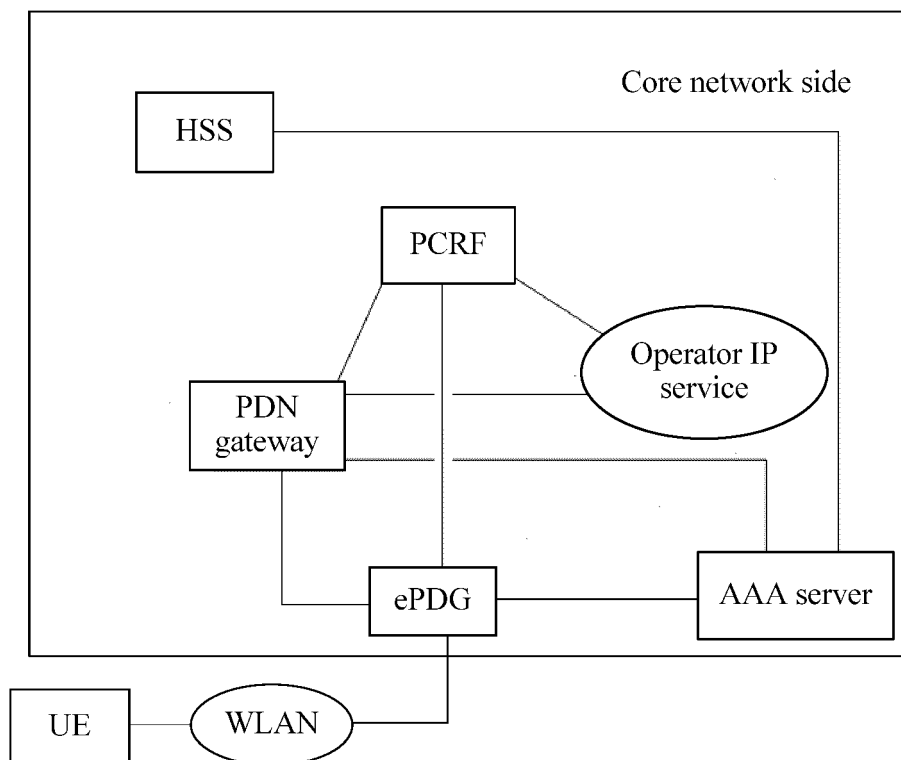 Core network side
HSS
PCRF
Operator IP
service
PDN
gateway
ePDG
AAA server
UE
WLAN